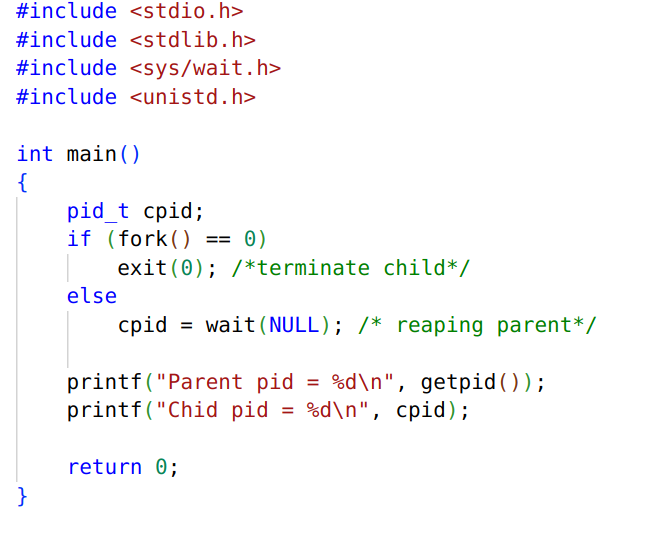 #include <stdio.h>
#include <stdlib.h>
#include <sys/wait.h>
#include <unistd.h>

int main()
{
    pid_t cpid;
    if (fork() == 0)
        exit(0); /*terminate child*/
    else
        cpid = wait(NULL); /* reaping parent*/

    printf("Parent pid = %d\n", getpid());
    printf("Chid pid = %d\n", cpid);

    return 0;
}